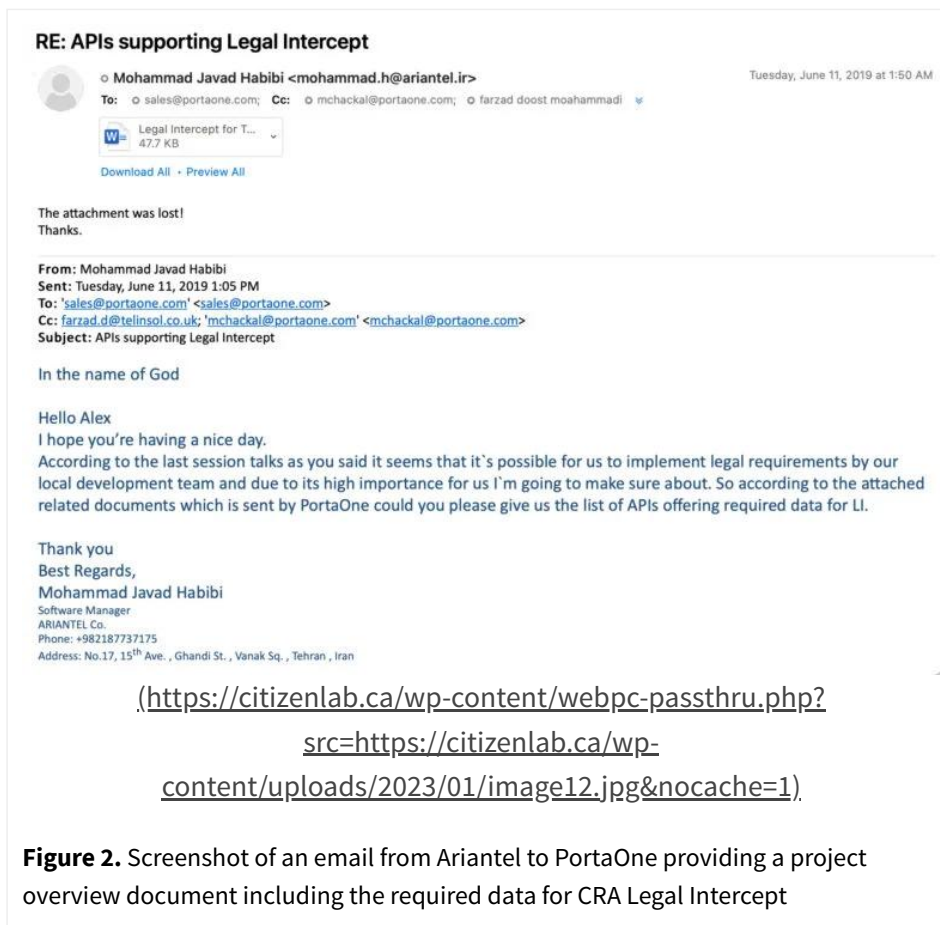 RE: APIs supporting Legal Intercept
Mohammad Javad Habibi <mohammad.h@ariantel.ir>
Tuesday, June 11, 2019 at 1:50 AM
To: sales@portaone.com; Cc: mchackal@portaone.com; farzad doost moahammadi
Legal Intercept for T...
47.7 KB
Download All • Preview All
The attachment was lost!
Thanks.
From: Mohammad Javad Habibi
Sent: Tuesday, June 11, 2019 1:05 PM
To: 'sales@portaone.com' <sales@portaone.com>
Cc: farzad.d@telinsol.co.uk; 'mchackal@portaone.com' <mchackal@portaone.com>
Subject: APIs supporting Legal Intercept
In the name of God
Hello Alex
I hope you're having a nice day.
According to the last session talks as you said it seems that it`s possible for us to implement legal requirements by our
local development team and due to its high importance for us I`m going to make sure about. So according to the attached
related documents which is sent by PortaOne could you please give us the list of APIs offering required data for LI.
Thank you
Best Regards,
Mohammad Javad Habibi
Software Manager
ARIANTEL Co.
Phone: +982187737175
Address: No.17, 15th Ave. , Ghandi St. , Vanak Sq. , Tehran , Iran
(https://citizenlab.ca/wp-content/webpc-passthru.php?
src=https://citizenlab.ca/wp-
content/uploads/2023/01/image12.jpg&nocache=1)
Figure 2. Screenshot of an email from Ariantel to PortaOne providing a project
overview document including the required data for CRA Legal Intercept